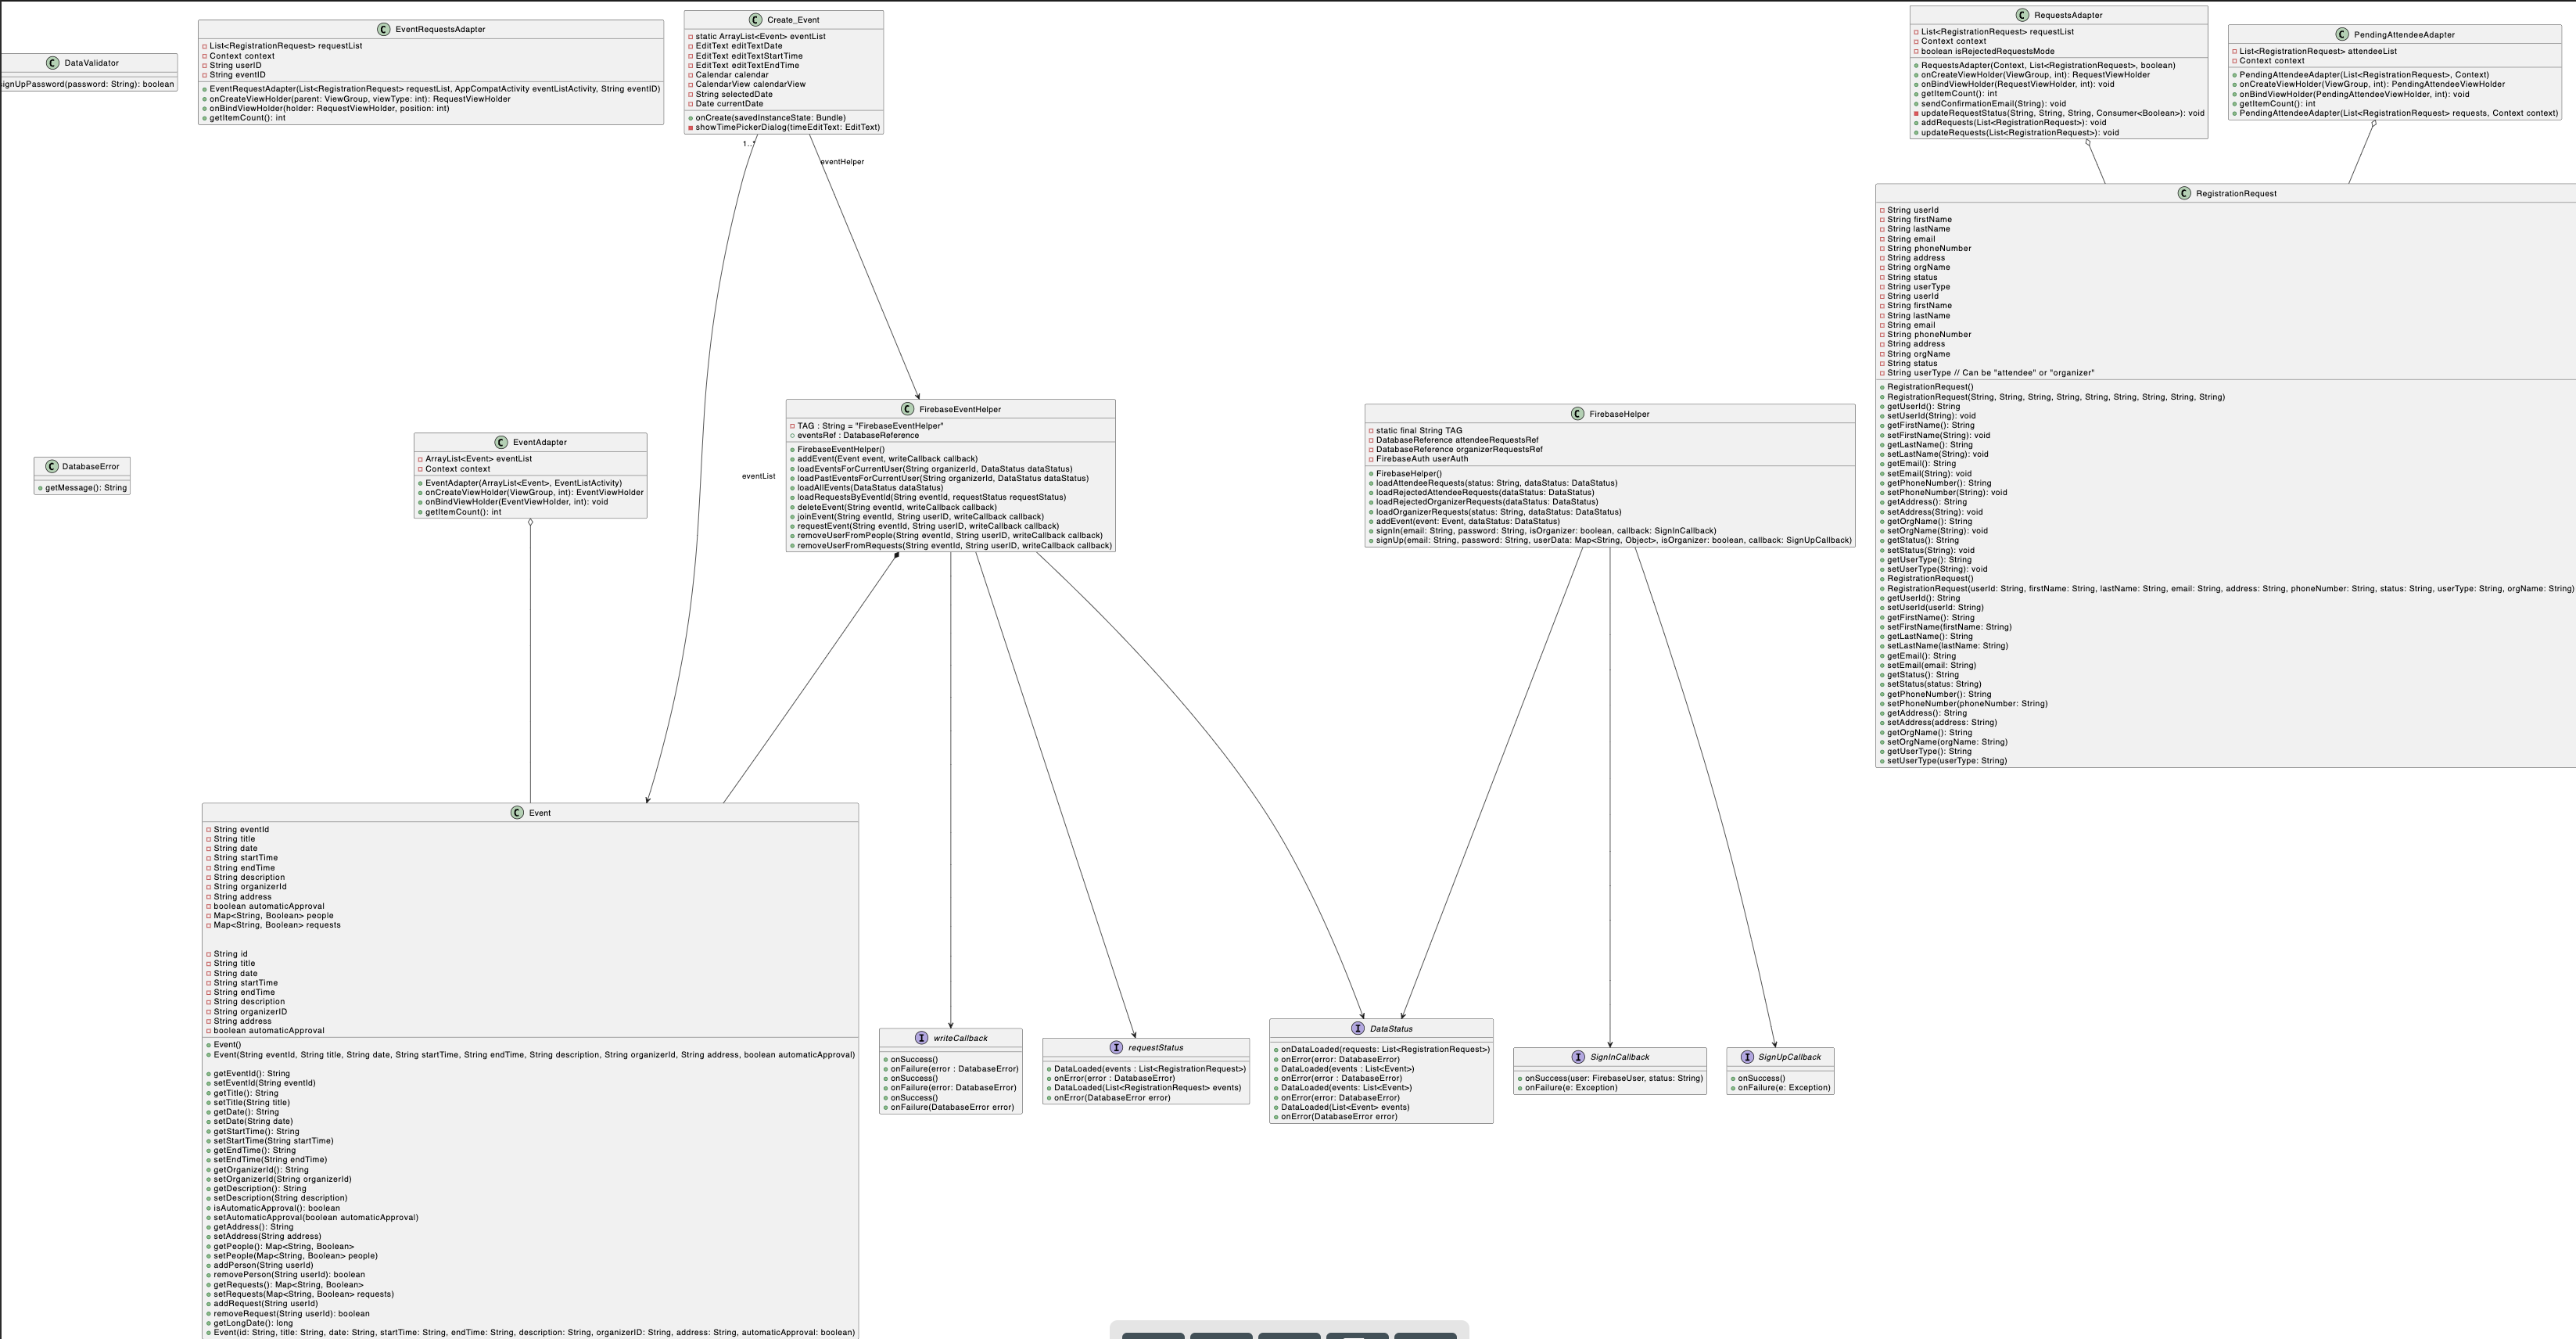 DataValidator
ignUpPassword(password: String): boolean
EventRequestsAdapter
List<RegistrationRequest> requestList
Context context
String userID
String eventID
EventRequestAdapter(List<RegistrationRequest> requestList, AppCompatActivity eventListActivity, String eventID)
onCreateViewHolder(parent: ViewGroup, viewType: int): RequestViewHolder
onBindViewHolder(holder: RequestViewHolder, position: int)
getItemCount(): int
Create_Event
static ArrayList<Event> eventList
EditText editTextDate
EditText editTextStartTime
EditText editTextEndTime
Calendar calendar
CalendarView calendarView
String selectedDate
Date currentDate
onCreate(savedInstanceState: Bundle)
showTimePickerDialog(timeEditText: EditText)
RequestsAdapter
List<RegistrationRequest> requestList
Context context
boolean isRejectedRequestsMode
RequestsAdapter(Context, List<RegistrationRequest>, boolean)
onCreateViewHolder(ViewGroup, int): RequestViewHolder
onBindViewHolder(RequestViewHolder, int): void
getItemCount(): int
sendConfirmationEmail(String): void
updateRequestStatus(String, String, String, Consumer<Boolean>): void
addRequests(List<RegistrationRequest>): void
updateRequests(List<RegistrationRequest>): void
PendingAttendeeAdapter
List<RegistrationRequest> attendeeList
Context context
PendingAttendeeAdapter(List<RegistrationRequest>, Context)
onCreateViewHolder(ViewGroup, int): PendingAttendeeViewHolder
onBindViewHolder(PendingAttendeeViewHolder, int): void
getItemCount(): int
PendingAttendeeAdapter(List<RegistrationRequest> requests, Context context)
1..*
eventHelper
eventList
RegistrationRequest
String userId
String firstName
String lastName
String email
String phoneNumber
String address
String orgName
String status
String userType
String userId
String firstName
String lastName
String email
String phoneNumber
String address
String orgName
String status
String userType // Can be "attendee" or "organizer"
RegistrationRequest()
RegistrationRequest(String, String, String, String, String, String, String, String, String)
getUserId(): String
setUserId(String): void
getFirstName(): String
setFirstName(String): void
getLastName(): String
setLastName(String): void
getEmail(): String
setEmail(String): void
getPhoneNumber(): String
setPhoneNumber(String): void
getAddress(): String
setAddress(String): void
getOrgName(): String
setOrgName(String): void
getStatus(): String
setStatus(String): void
getUserType(): String
setUserType(String): void
RegistrationRequest()
RegistrationRequest(userId: String, firstName: String, lastName: String, email: String, address: String, phoneNumber: String, status: String, userType: String, orgName: String)
getUserId(): String
setUserId(userId: String)
getFirstName(): String
setFirstName(firstName: String)
getLastName(): String
setLastName(lastName: String)
getEmail(): String
setEmail(email: String)
getStatus(): String
setStatus(status: String)
getPhoneNumber(): String
setPhoneNumber(phoneNumber: String)
getAddress(): String
setAddress(address: String)
getOrgName(): String
setOrgName(orgName: String)
getUserType(): String
setUserType(userType: String)
DatabaseError
getMessage(): String
EventAdapter
ArrayList<Event> eventList
Context context
EventAdapter(ArrayList<Event>, EventListActivity)
onCreateViewHolder(ViewGroup, int): EventViewHolder
onBindViewHolder(EventViewHolder, int): void
getItemCount(): int
FirebaseEventHelper
TAG : String = "FirebaseEventHelper"
eventsRef : DatabaseReference
FirebaseEventHelper()
addEvent(Event event, writeCallback callback)
loadEventsForCurrentUser(String organizerId, DataStatus dataStatus)
loadPastEventsForCurrentUser(String organizerId, DataStatus dataStatus)
loadAllEvents(DataStatus dataStatus)
loadRequestsByEventId(String eventId, requestStatus requestStatus)
deleteEvent(String eventId, writeCallback callback)
joinEvent(String eventId, String userID, writeCallback callback)
requestEvent(String eventId, String userID, writeCallback callback)
removeUserFromPeople(String eventId, String userID, writeCallback callback)
removeUserFromRequests(String eventId, String userID, writeCallback callback)
FirebaseHelper
static final String TAG
DatabaseReference attendeeRequestsRef
DatabaseReference organizerRequestsRef
FirebaseAuth userAuth
FirebaseHelper()
loadAttendeeRequests(status: String, dataStatus: DataStatus)
loadRejectedAttendeeRequests(dataStatus: DataStatus)
loadRejectedOrganizerRequests(dataStatus: DataStatus)
loadOrganizerRequests(status: String, dataStatus: DataStatus)
addEvent(event: Event, dataStatus: DataStatus)
signIn(email: String, password: String, isOrganizer: boolean, callback: SignInCallback)
signUp(email: String, password: String, userData: Map<String, Object>, isOrganizer: boolean, callback: SignUpCallback)
Event
String eventId
String title
String date
String startTime
String endTime
String description
String organizerId
String address
boolean automaticApproval
Map<String, Boolean> people
Map<String, Boolean> requests
String id
String title
String date
String startTime
String endTime
String description
String organizerID
String address
boolean automaticApproval
Event()
Event(String eventId, String title, String date, String startTime, String endTime, String description, String organizerId, String address, boolean automaticApproval)
getEventId(): String
setEventId(String eventId)
getTitle(): String
setTitle(String title)
getDate(): String
setDate(String date)
getStartTime(): String
setStartTime(String startTime)
getEndTime(): String
setEndTime(String endTime)
getOrganizerId(): String
setOrganizerId(String organizerId)
getDescription(): String
setDescription(String description)
isAutomaticApproval(): boolean
setAutomaticApproval(boolean automaticApproval)
getAddress(): String
setAddress(String address)
getPeople(): Map<String, Boolean>
setPeople(Map<String, Boolean> people)
addPerson(String userId)
removePerson(String userId): boolean
getRequests(): Map<String, Boolean>
setRequests(Map<String, Boolean> requests)
addRequest(String userId)
removeRequest(String userId): boolean
getLongDate(): long
Event(id: String, title: String, date: String, startTime: String, endTime: String, description: String, organizerID: String, address: String, automaticApproval: boolean)
writeCallback
onSuccess()
onFailure(error : DatabaseError)
onSuccess()
onFailure(error: DatabaseError)
onSuccess()
onFailure(DatabaseError error)
requestStatus
DataLoaded(events : List<RegistrationRequest>)
onError(error : DatabaseError)
DataLoaded(List<RegistrationRequest> events)
onError(DatabaseError error)
DataStatus
onDataLoaded(requests: List<RegistrationRequest>)
onError(error: DatabaseError)
DataLoaded(events : List<Event>)
onError(error : DatabaseError)
DataLoaded(events: List<Event>)
onError(error: DatabaseError)
DataLoaded(List<Event> events)
onError(DatabaseError error)
SignInCallback
onSuccess(user: FirebaseUser, status: String)
onFailure(e: Exception)
SignUpCallback
onSuccess()
onFailure(e: Exception)